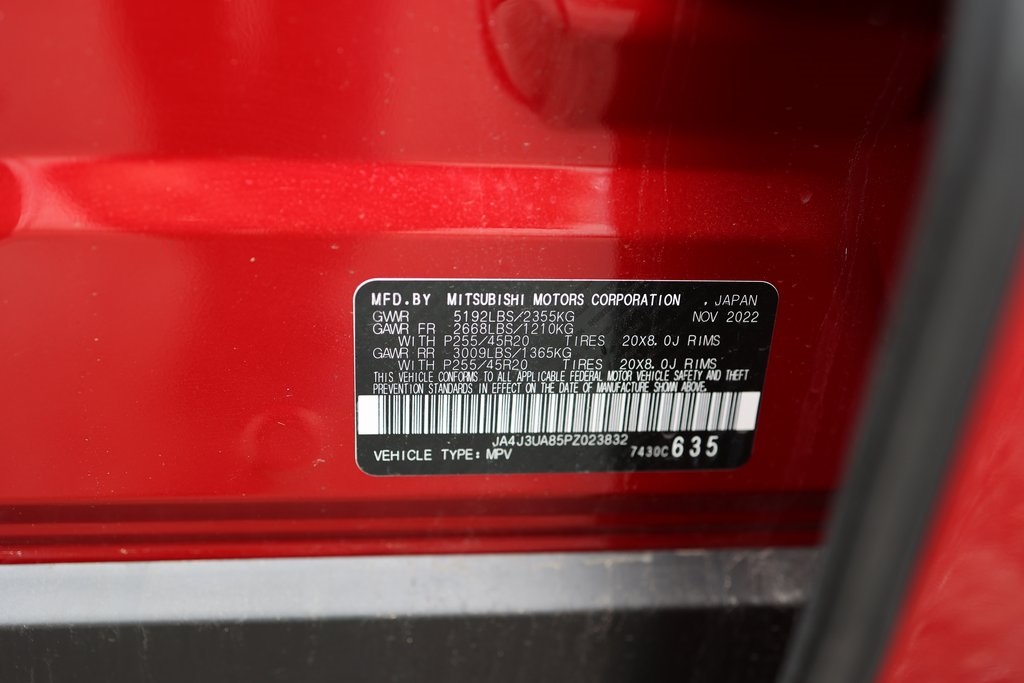 MFD.BY MITSUBISHI MOTORS CORPORATION . JAPAN
GWWR 5192LBS/2355KG NOV 2022
GAWR FR 2668LBS/1210KG
WITH P255/45R20 TIRES 20X8.0J RIMS
GAWR RR 3009LBS/1365KG
WITH P255/45R20 TIRES 20X8.0J RIMS
THIS VEHICLE CONFORMS TO ALL APPLICABLE FEDERAL MOTOR VEHICLE SAFETY AND THEFT
PREVENTION STANDARDS IN EFFECT ON THE DATE OF MANUFACTURE SHOWN ABOVE.
JA4J3UA85PZ023832
VEHICLE TYPE: MPV 7430C 635